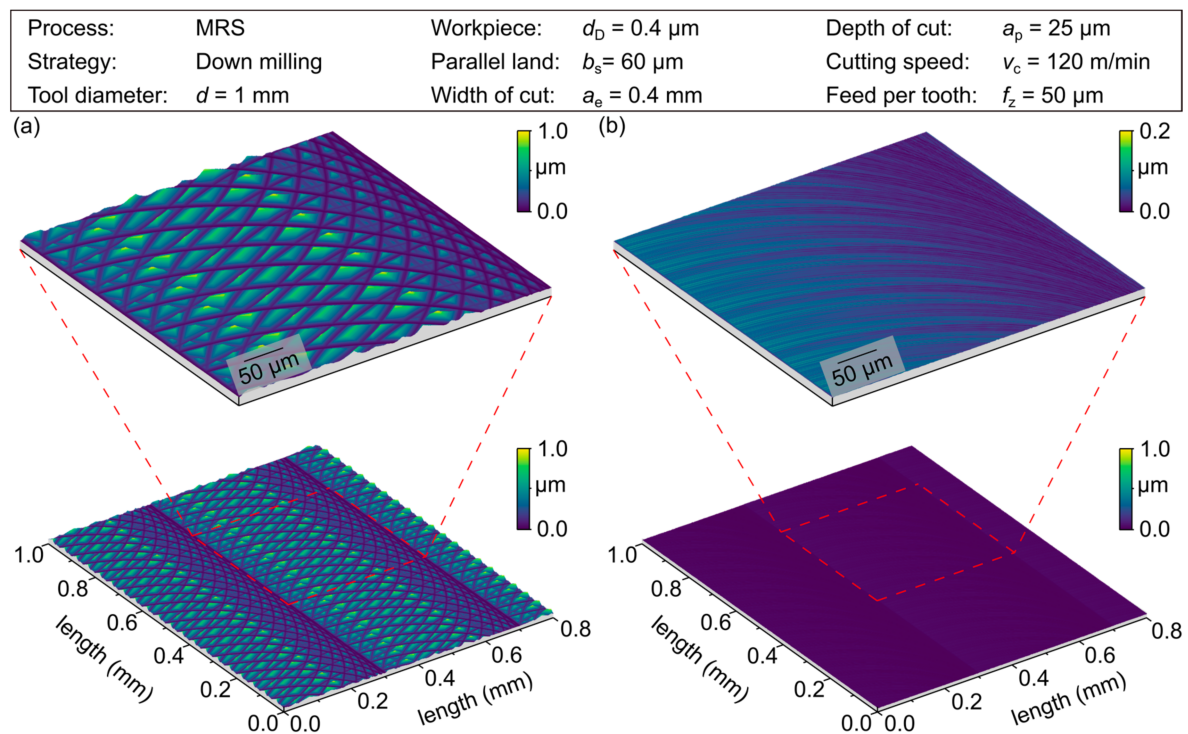 Process: MRS Workpiece: dD = 0.4 µm Depth of cut: ap = 25 µm
Strategy: Down milling Parallel land: bs= 60 µm Cutting speed: vc = 120 m/min
Tool diameter: d = 1 mm Width of cut: ae = 0.4 mm Feed per tooth: fz = 50 µm
(a) 1.0 (b) 0.2
µm µm
0.0 0.0
50 µm 50 µm
1.0 1.0
µm µm
0.0 0.0
1.0 1.0
0.8 0.8
0.6 0.8 0.6 0.8
0.4 0.6 0.4 0.6
0.2 0.4 0.2 0.4
0.2 0.2
0.0 0.0 0.0 0.0
length (mm) length (mm) length (mm) length (mm)